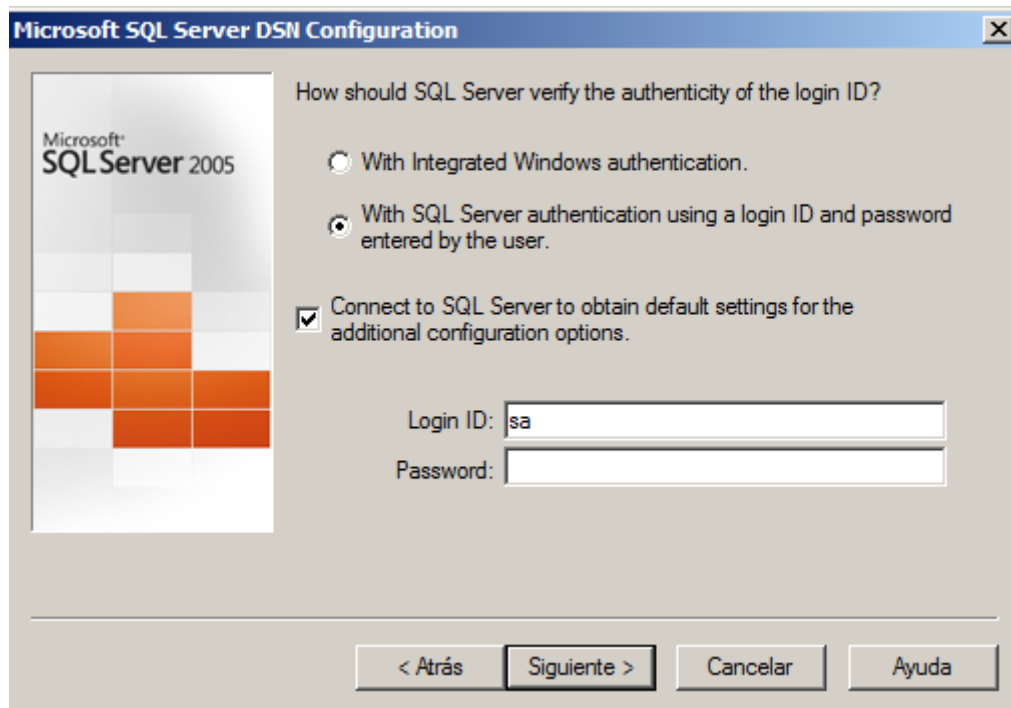 Microsoft SQL Server DSN Configuration
How should SQL Server verify the authenticity of the login ID?
Microsoft
SQL Server 2005
With Integrated Windows authentication.
With SQL Server authentication using a login ID and password
entered by the user.
Connect to SQL Server to obtain default settings for the
additional configuration options.
Login ID: sa
Password:
< Atrás Siguiente > Cancelar Ayuda